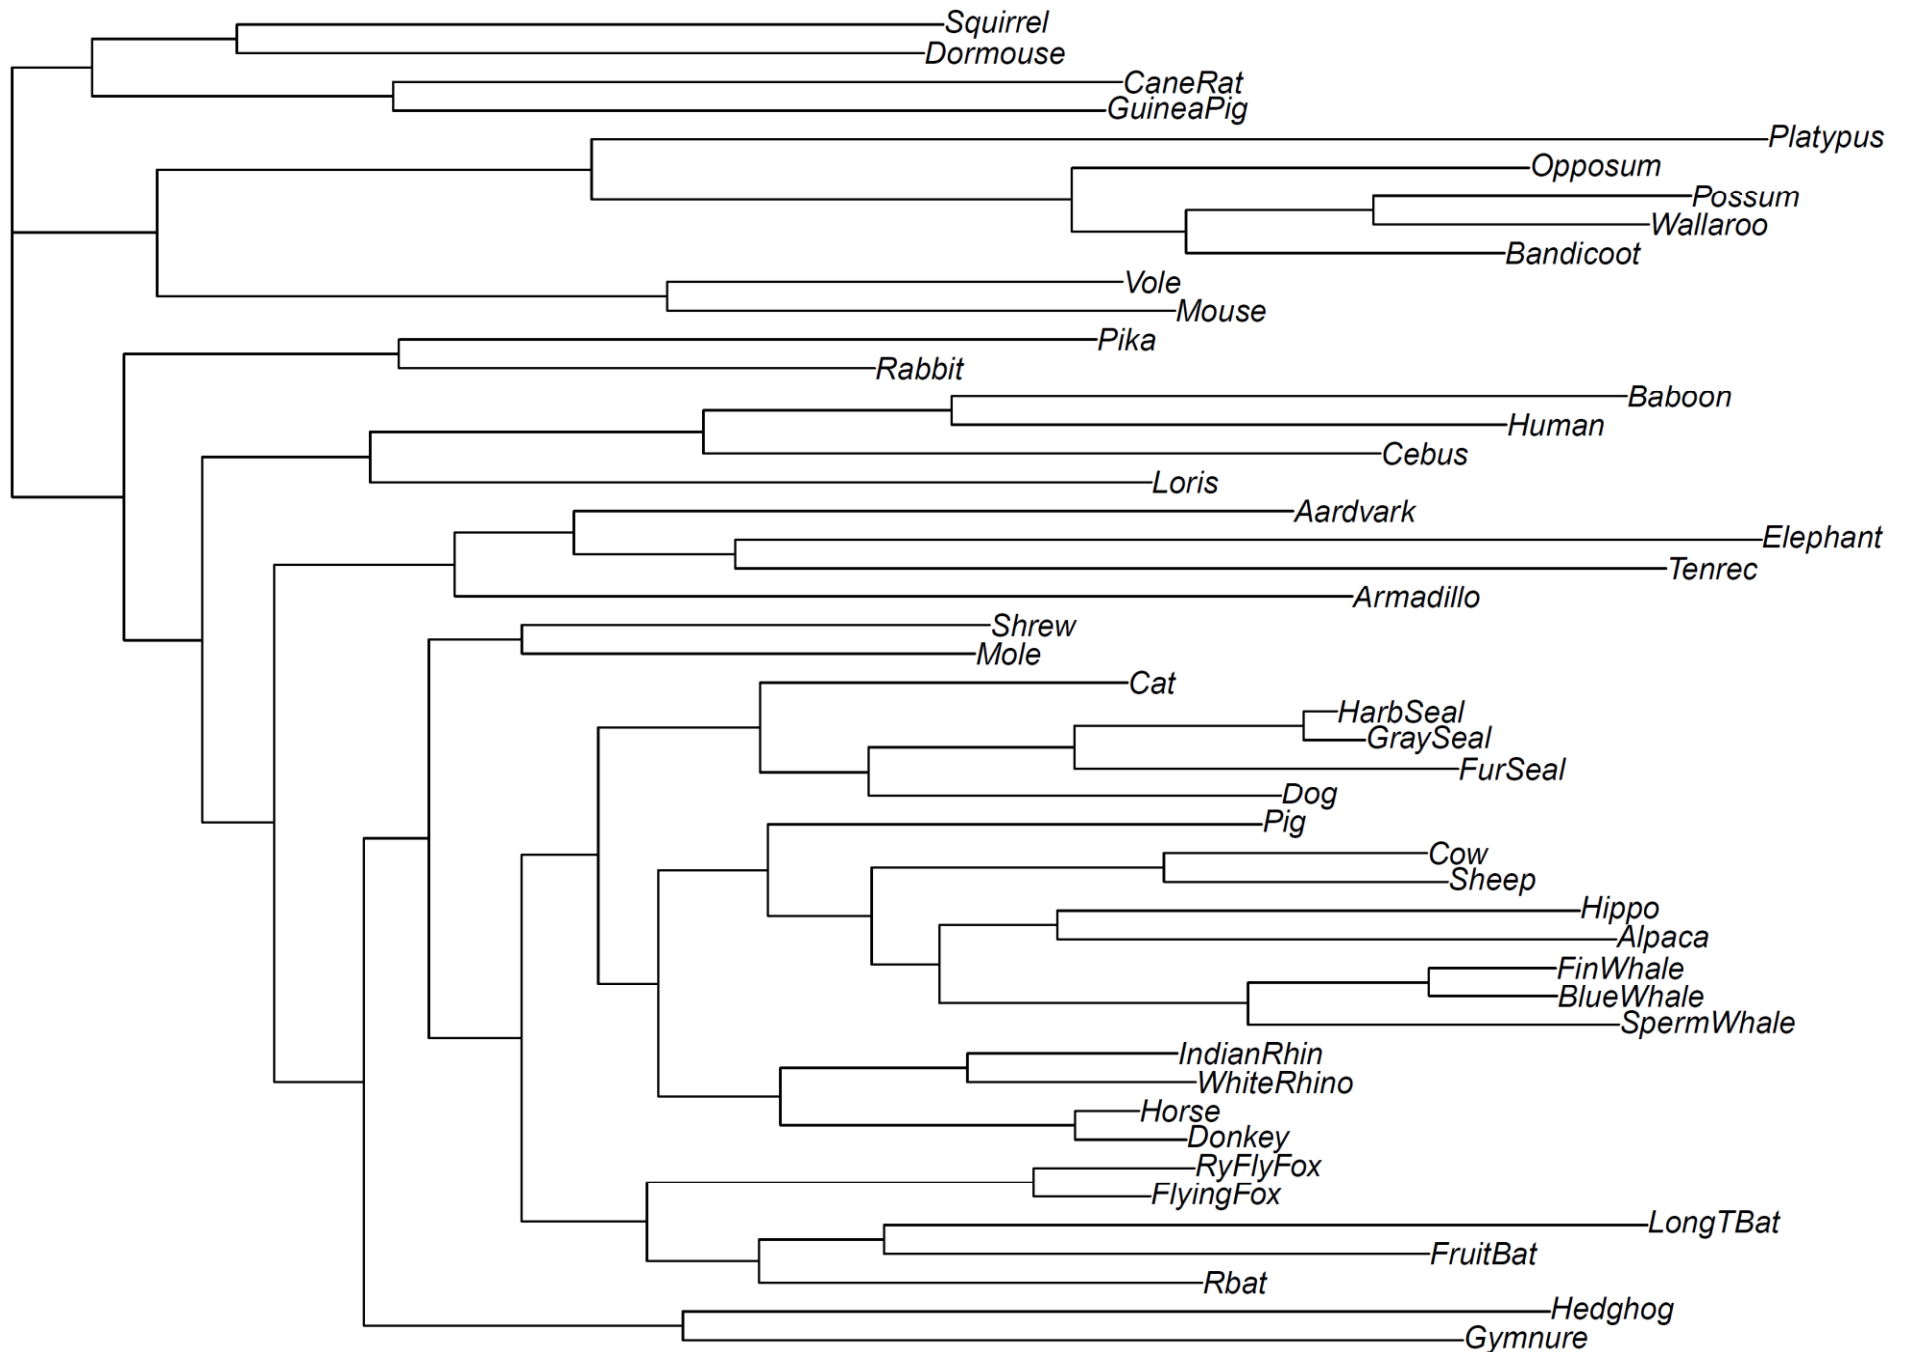 Squirrel
Dormouse
CaneRat
GuineaPig
Platypus
Opposum
Possum
Wallaroo
Bandicoot
Vole
Mouse
Pika
Rabbit
Baboon
Human
Cebus
Loris
Aardvark
Elephant
Tenrec
Armadillo
Shrew
Mole
Cat
HarbSeal
GraySeal
FurSeal
Dog
Pig
Cow
Sheep
Hippo
Alpaca
FinWhale
BlueWhale
SpermWhale
IndianRhin
WhiteRhino
Horse
Donkey
RyFlyFox
FlyingFox
LongTBat
FruitBat
Rbat
Hedghog
Gymnure